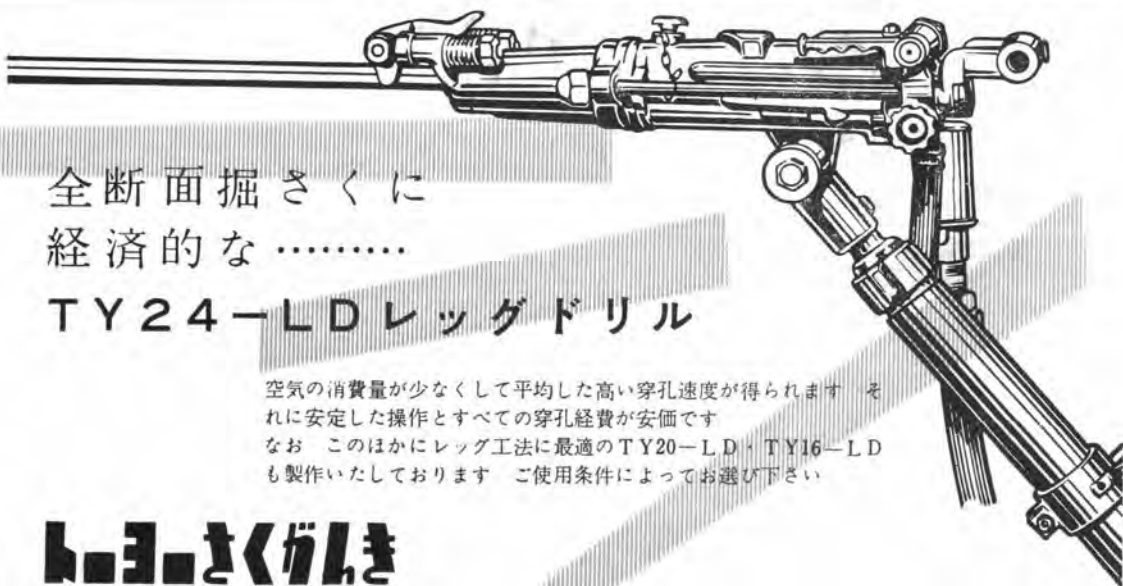 全断面掘さくに
経済的な………
TY24-LDレッグドリル
空気の消費量が少なくして平均した高い穿孔速度が得られます　そ
れに安定した操作とすべての穿孔経費が安価です
なお　このほかにレッグ工法に最適のTY20-LD・TY16-LD
も製作いたしております　ご使用条件によってお選び下さい
トーヨーさくがんき